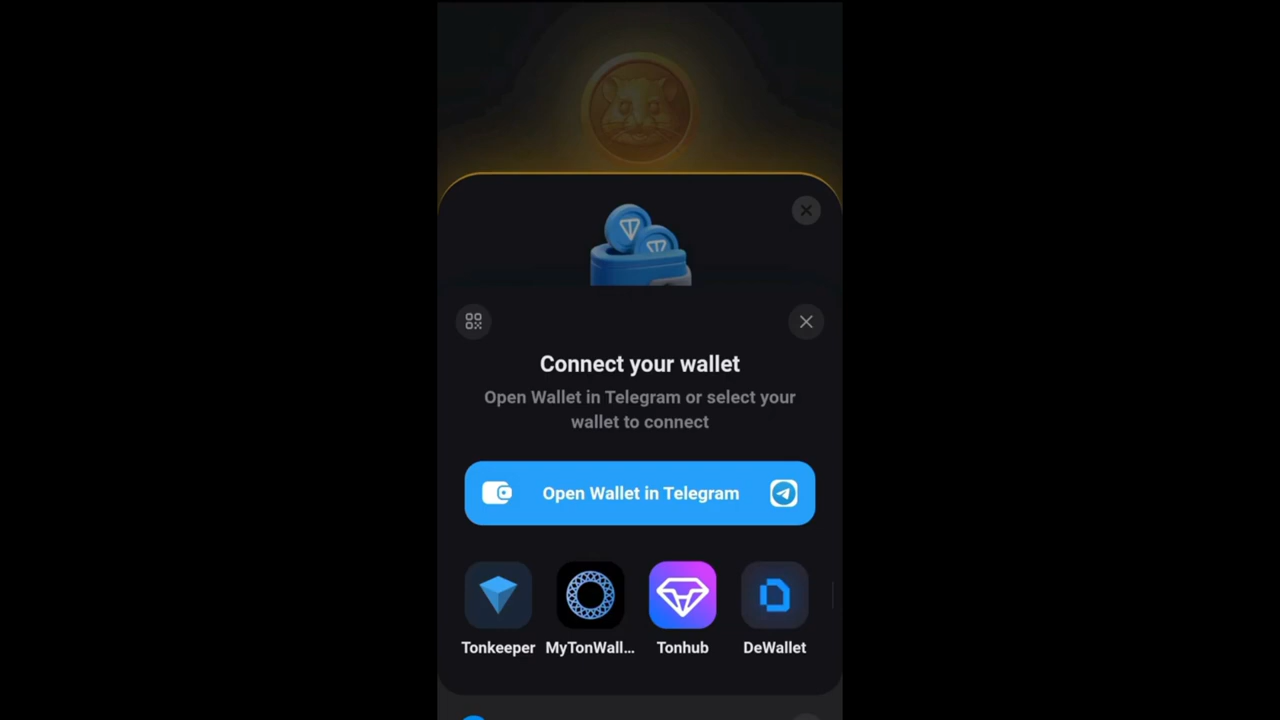 Connect your wallet
Open Wallet in Telegram or select your
wallet to connect
Open Wallet in Telegram
Tonkeeper
MyTonWall...
Tonhub
DeWallet